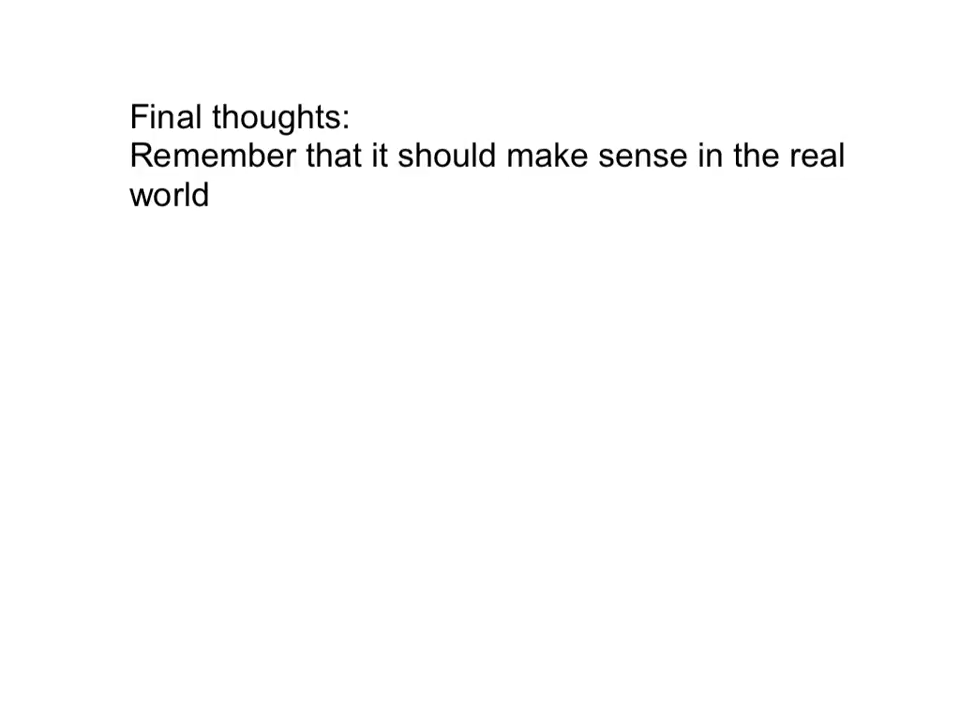 Final thoughts:
Remember that it should make sense in the real
world